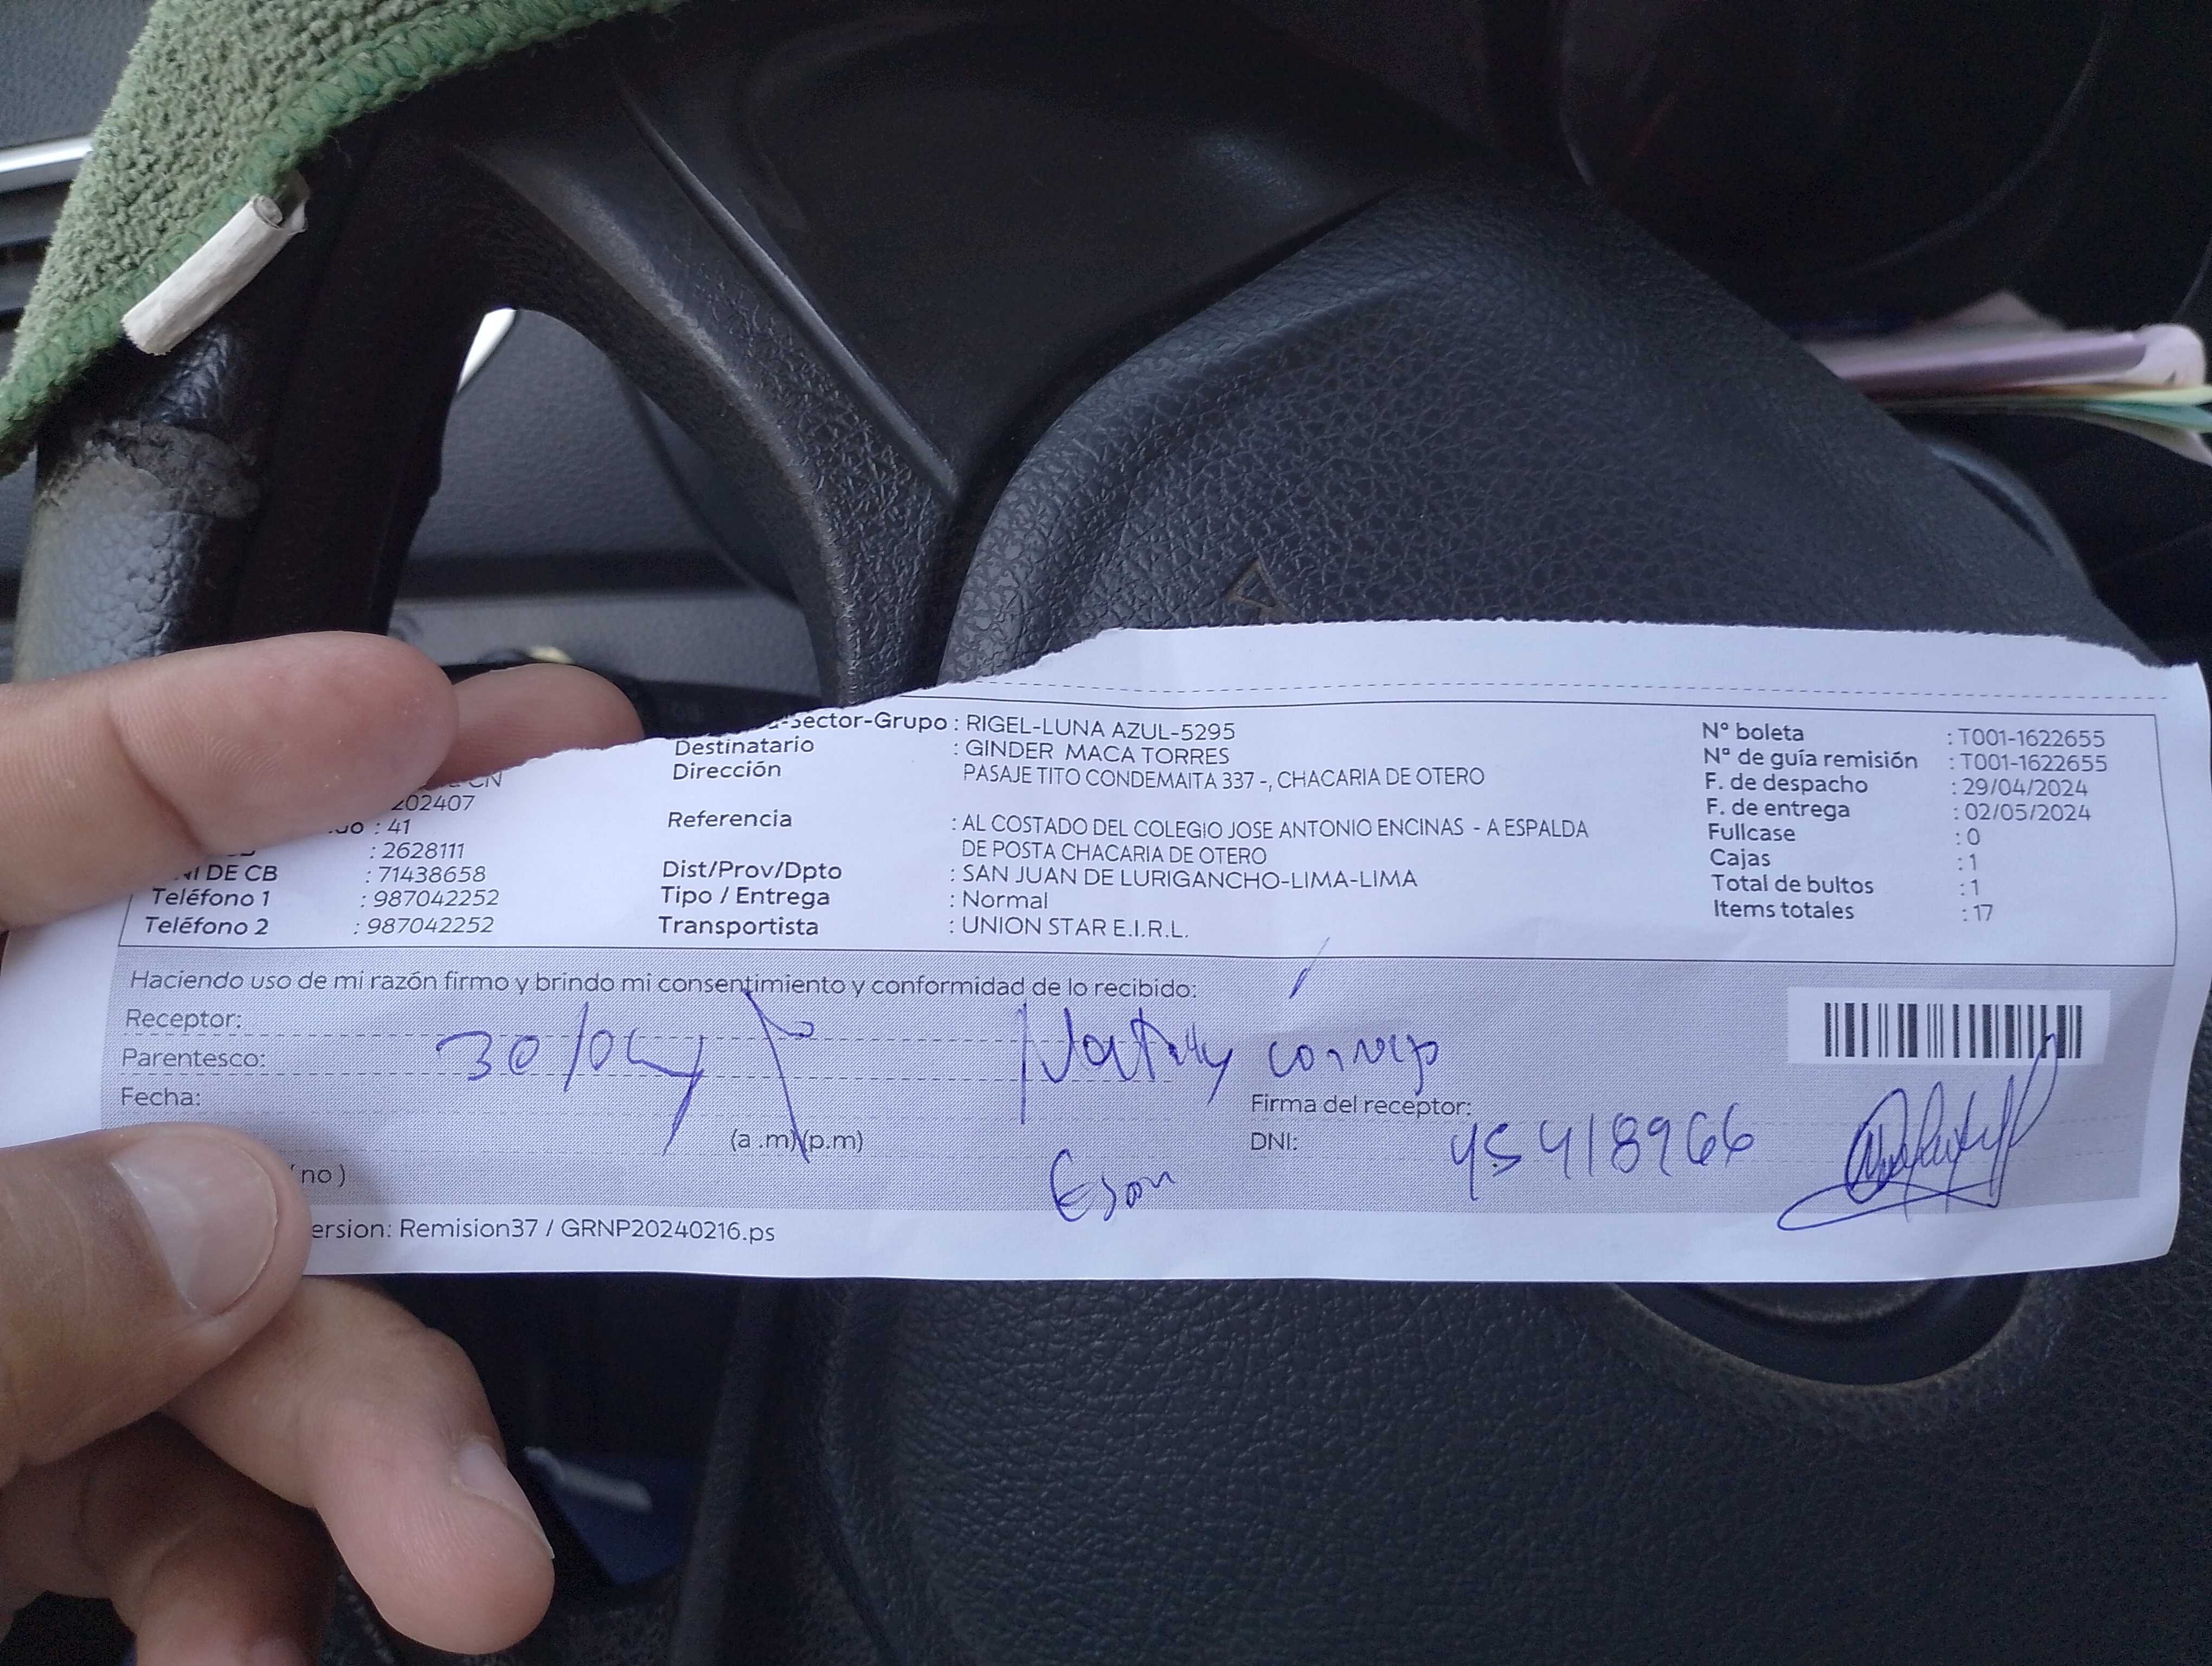 -Sector-Grupo : RIGEL-LUNA AZUL-5295
Destinatario : GINDER MACA TORRES
Dirección PASAJE TITO CONDEMAITA 337 -, CHACARIA DE OTERO
Referencia : AL COSTADO DEL COLEGIO JOSE ANTONIO ENCINAS - A ESPALDA
DE POSTA CHACARIA DE OTERO
Dist/Prov/Dpto : SAN JUAN DE LURIGANCHO-LIMA-LIMA
Tipo / Entrega : Normal
Transportista : UNION STAR E.I.R.L.
CN
202407
: 41
: 2628111
DE CB : 71438658
Teléfono 1 : 987042252
Teléfono 2 : 987042252
N° boleta : T001-1622655
N° de guía remisión : T001-1622655
F. de despacho : 29/04/2024
F. de entrega : 02/05/2024
Fullcase : 0
Cajas : 1
Total de bultos : 1
Items totales : 17
Haciendo uso de mi razón firmo y brindo mi consentimiento y conformidad de lo recibido:
Receptor:
Parentesco: 30/04
Fecha:
Firma del receptor:
(a .m)(p.m)
DNI: 45418966
no )
ersion: Remision37 / GRNP20240216.ps